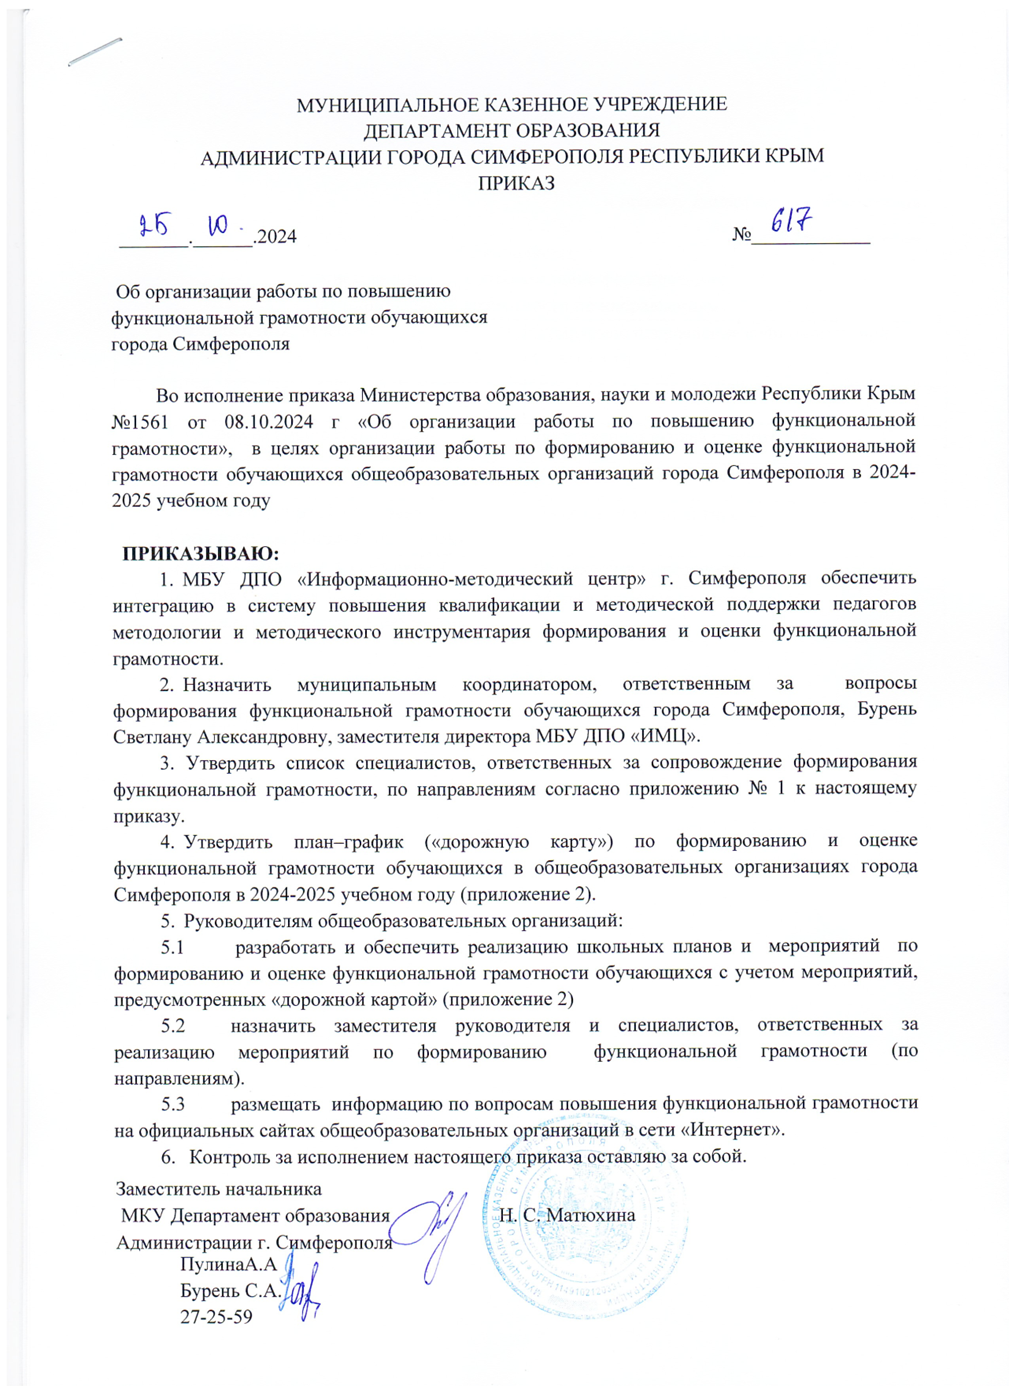 МУНИЦИПАЛЬНОЕ КАЗЕННОЕ УЧРЕЖДЕНИЕ
ДЕПАРТАМЕНТ ОБРАЗОВАНИЯ
АДМИНИСТРАЦИИ ГОРОДА СИМФЕРОПОЛЯ РЕСПУБЛИКИ КРЫМ
ПРИКАЗ
25.10.2024 № 617
Об организации работы по повышению
функциональной грамотности обучающихся
города Симферополя
Во исполнение приказа Министерства образования, науки и молодежи Республики Крым
№1561 от 08.10.2024 г «Об организации работы по повышению функциональной
грамотности», в целях организации работы по формированию и оценке функциональной
грамотности обучающихся общеобразовательных организаций города Симферополя в 2024-
2025 учебном году
ПРИКАЗЫВАЮ:
1. МБУ ДПО «Информационно-методический центр» г. Симферополя обеспечить
интеграцию в систему повышения квалификации и методической поддержки педагогов
методологии и методического инструментария формирования и оценки функциональной
грамотности.
2. Назначить муниципальным координатором, ответственным за вопросы
формирования функциональной грамотности обучающихся города Симферополя, Бурень
Светлану Александровну, заместителя директора МБУ ДПО «ИМЦ».
3. Утвердить список специалистов, ответственных за сопровождение формирования
функциональной грамотности, по направлениям согласно приложению № 1 к настоящему
приказу.
4. Утвердить план–график («дорожную карту») по формированию и оценке
функциональной грамотности обучающихся в общеобразовательных организациях города
Симферополя в 2024-2025 учебном году (приложение 2).
5. Руководителям общеобразовательных организаций:
5.1 разработать и обеспечить реализацию школьных планов и мероприятий по
формированию и оценке функциональной грамотности обучающихся с учетом мероприятий,
предусмотренных «дорожной картой» (приложение 2)
5.2 назначить заместителя руководителя и специалистов, ответственных за
реализацию мероприятий по формированию функциональной грамотности (по
направлениям).
5.3 размещать информацию по вопросам повышения функциональной грамотности
на официальных сайтах общеобразовательных организаций в сети «Интернет».
6. Контроль за исполнением настоящего приказа оставляю за собой.
Заместитель начальника
МКУ Департамент образования Н. С. Матюхина
Администрации г. Симферополя
ПулинаА.А
Бурень С.А.
27-25-59